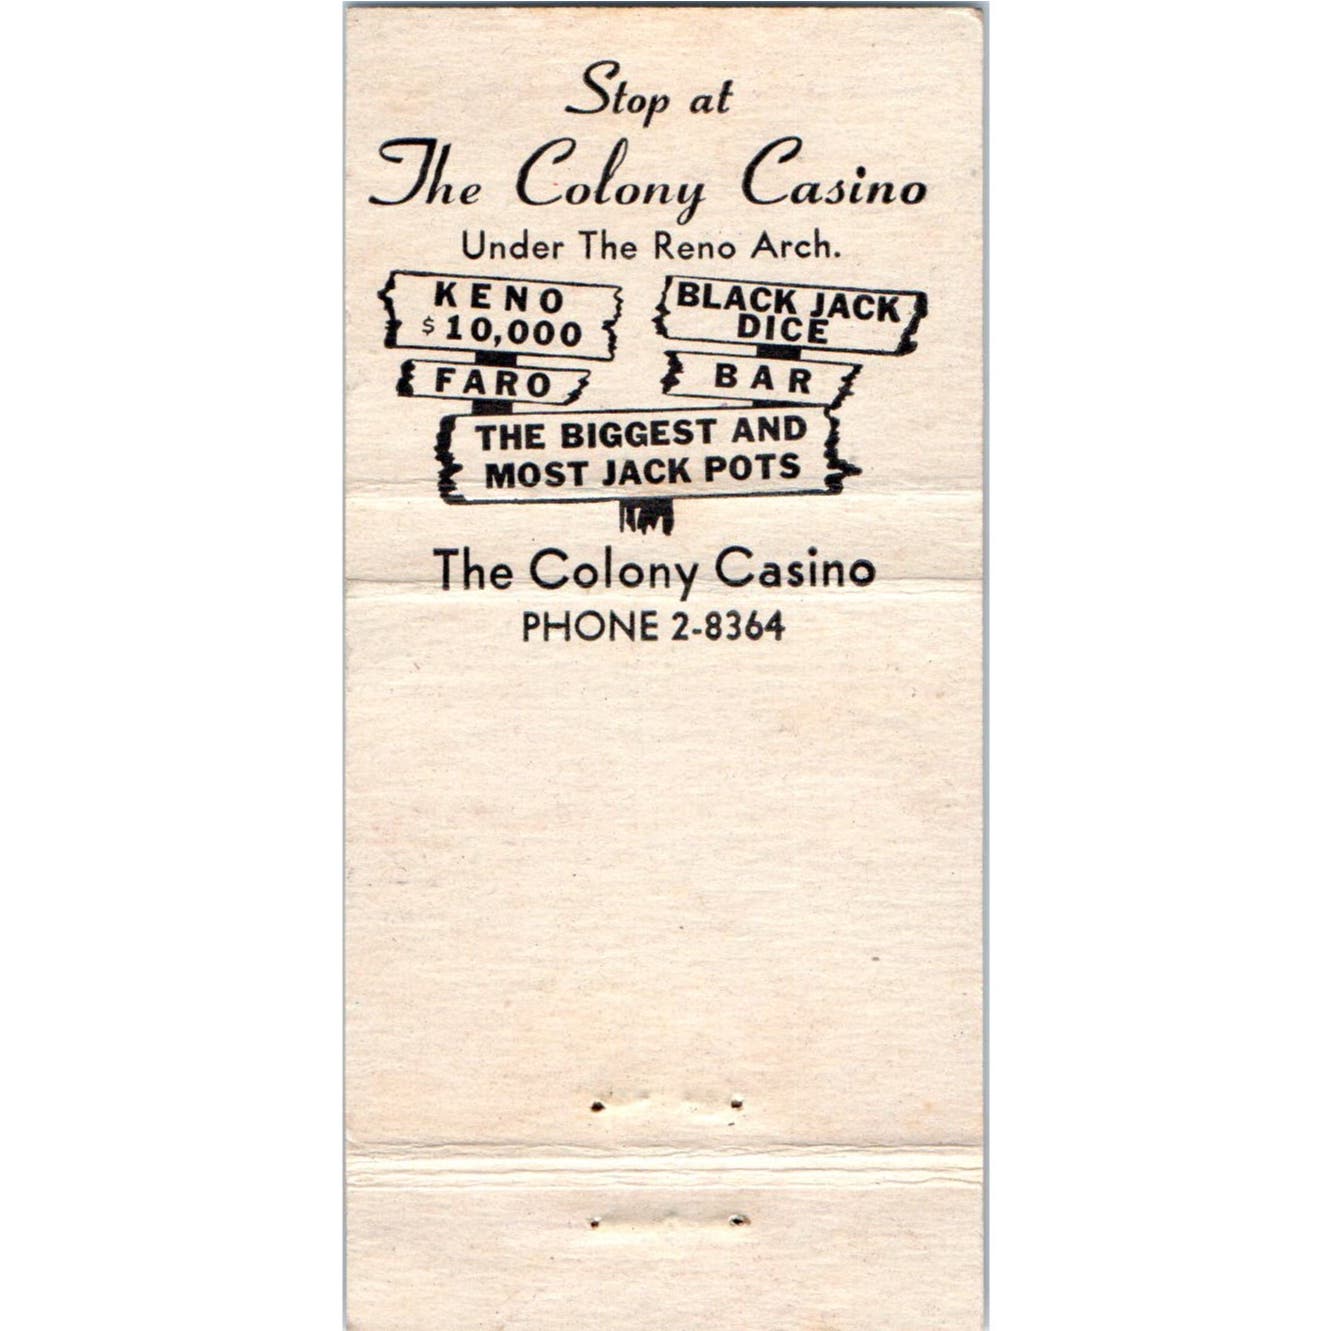 Stop at
The Colony Casino
Under The Reno Arch.
KENO
$10,000
BLACK JACK
DICE
FARO
BAR
THE BIGGEST AND
MOST JACK POTS
The Colony Casino
PHONE 2-8364